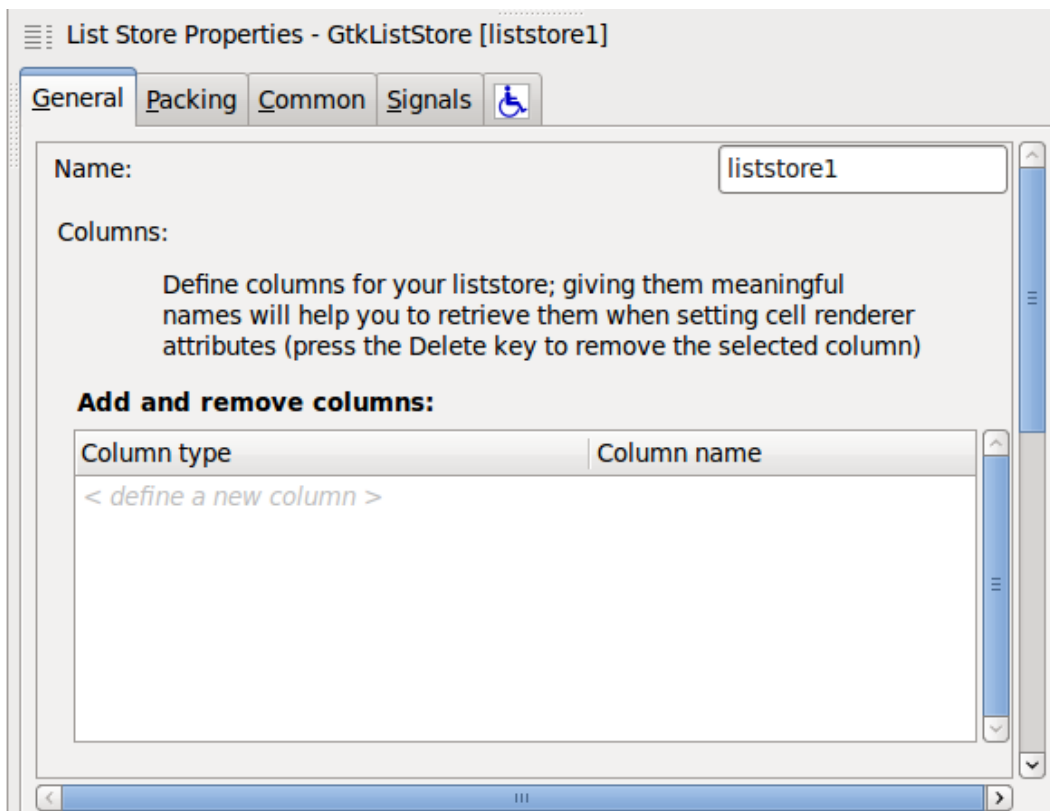 List Store Properties - GtkListStore [liststore1]
General Packing Common Signals
Name: liststore1
Columns:
Define columns for your liststore; giving them meaningful
names will help you to retrieve them when setting cell renderer
attributes (press the Delete key to remove the selected column)
Add and remove columns:
Column type Column name
< define a new column >